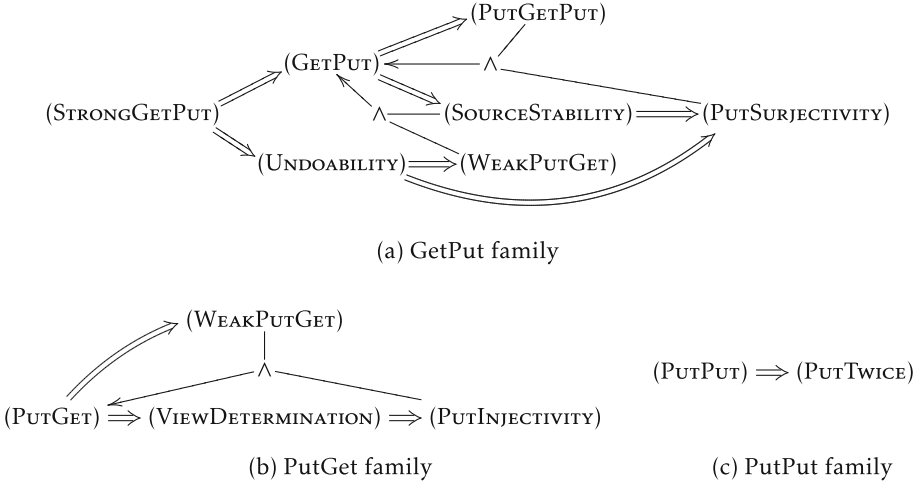 (PUTGETPUT)
(GETPUT)
∧
(STRONGGETPUT)
∧
(SOURCESTABILITY)
(PUTSURJECTIVITY)
(UNDOABILITY)
(WEAKPUTGET)
(a) GetPut family
(WEAKPUTGET)
∧
(PUTPUT)
(PUTTWICE)
(PUTGET)
(VIEWDETERMINATION)
(PUTINJECTIVITY)
(b) PutGet family
(c) PutPut family